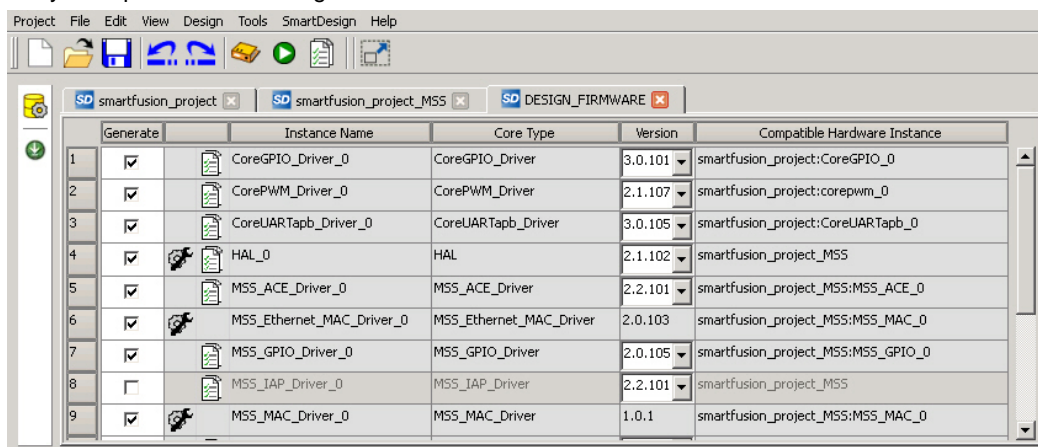 Project File Edit View Design Tools SmartDesign Help
SD smartfusion_project SD smartfusion_project_MSS SD DESIGN_FIRMWARE
Generate Instance Name Core Type Version Compatible Hardware Instance
1 CoreGPIO_Driver_0 CoreGPIO_Driver 3.0.101 smartfusion_project:CoreGPIO_0
2 CorePWM_Driver_0 CorePWM_Driver 2.1.107 smartfusion_project:corepwm_0
3 CoreUARTapb_Driver_0 CoreUARTapb_Driver 3.0.105 smartfusion_project:CoreUARTapb_0
4 HAL_0 HAL 2.1.102 smartfusion_project_MSS
5 MSS_ACE_Driver_0 MSS_ACE_Driver 2.2.101 smartfusion_project_MSS:MSS_ACE_0
6 MSS_Ethernet_MAC_Driver_0 MSS_Ethernet_MAC_Driver 2.0.103 smartfusion_project_MSS:MSS_MAC_0
7 MSS_GPIO_Driver_0 MSS_GPIO_Driver 2.0.105 smartfusion_project_MSS:MSS_GPIO_0
8 MSS_IAP_Driver_0 MSS_IAP_Driver 2.2.101 smartfusion_project_MSS
9 MSS_MAC_Driver_0 MSS_MAC_Driver 1.0.1 smartfusion_project_MSS:MSS_MAC_0